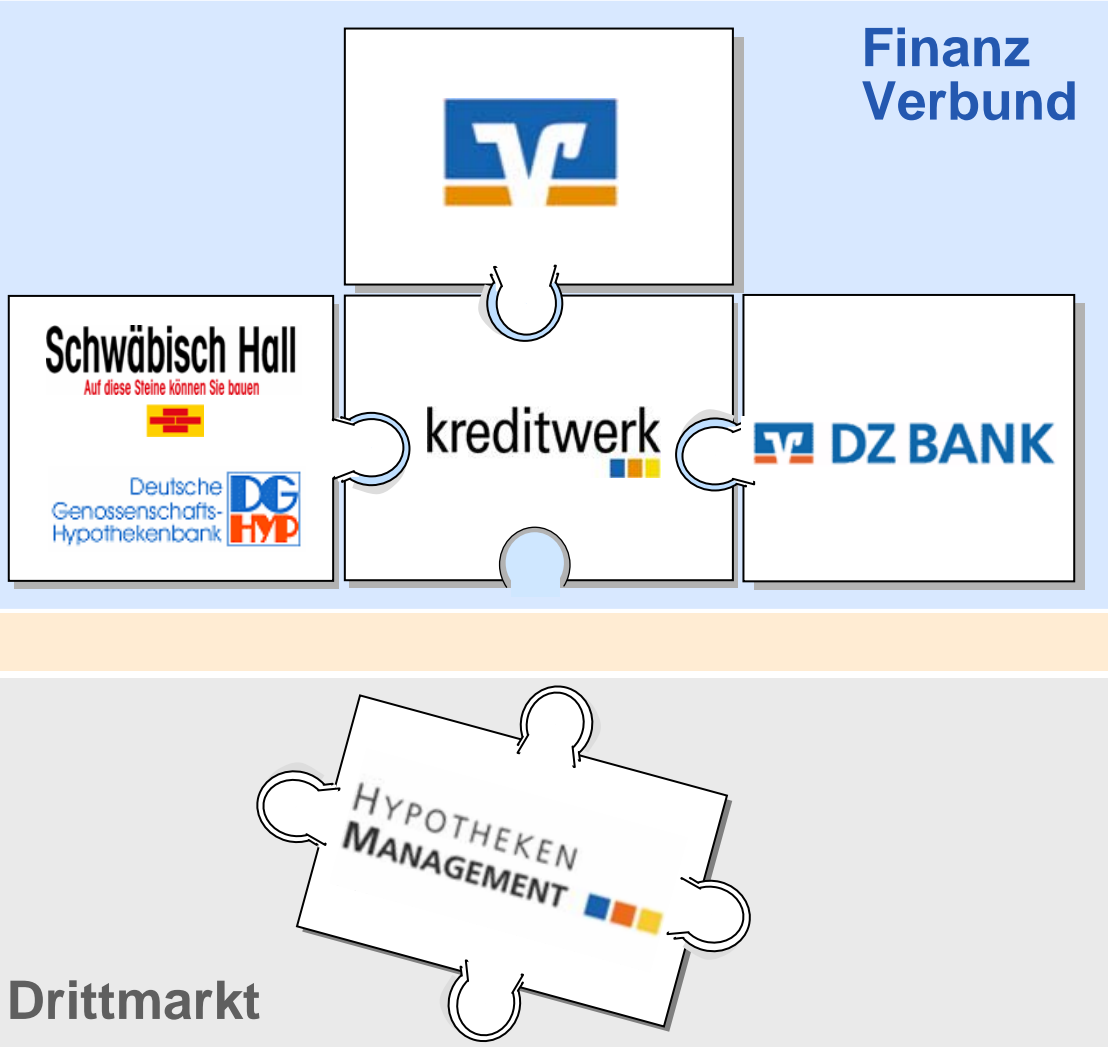 Finanz
Verbund
Schwäbisch Hall
Auf diese Steine können Sie bauen
Deutsche
Genossenschafts-
Hypothekenbank
DG
HYP
kreditwerk
DZ BANK
HYPOTHEKEN
MANAGEMENT
Drittmarkt